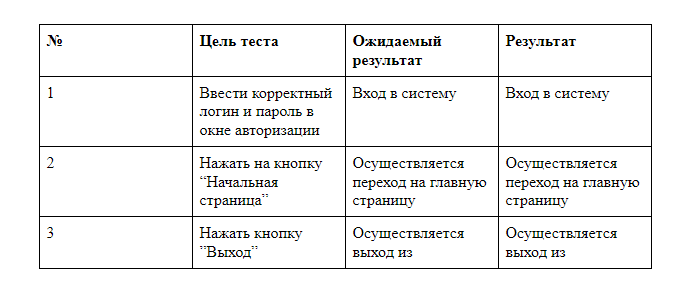 № Цель теста Ожидаемый результат Результат
1 Ввести корректный логин и пароль в окне авторизации Вход в систему Вход в систему
2 Нажать на кнопку “Начальная страница” Осуществляется переход на главную страницу Осуществляется переход на главную страницу
3 Нажать кнопку ”Выход” Осуществляется выход из Осуществляется выход из